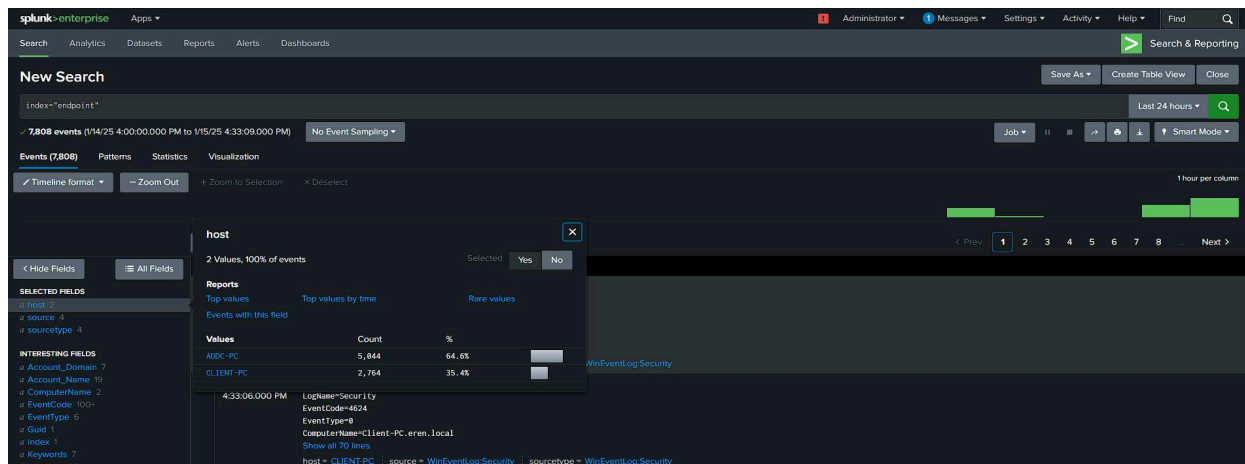 splunk>enterprise Apps ▾ ! Administrator ▾ 1 Messages ▾ Settings ▾ Activity ▾ Help ▾ Find
Search Analytics Datasets Reports Alerts Dashboards > Search & Reporting
New Search Save As ▾ Create Table View Close
index="endpoint" Last 24 hours ▾
✓ 7,808 events (1/14/25 4:00:00.000 PM to 1/15/25 4:33:09.000 PM) No Event Sampling ▾ Job ▾ Smart Mode ▾
Events (7,808) Patterns Statistics Visualization
Timeline format ▾ — Zoom Out + Zoom to Selection × Deselect 1 hour per column
host ×
< Prev 1 2 3 4 5 6 7 8 ... Next >
2 Values, 100% of events Selected Yes No
< Hide Fields All Fields
Reports
SELECTED FIELDS
Top values Top values by time Rare values
a host 2
Events with this field
a source 4
a sourcetype 4
Values Count %
INTERESTING FIELDS
ADDC-PC 5,044 64.6%
WinEventLog:Security
a Account_Domain 7
CLIENT-PC 2,764 35.4%
a Account_Name 19
a ComputerName 2
4:33:06.000 PM LogName=Security
a EventCode 100+
EventCode=4624
a EventType 6
EventType=0
a Guid 1
ComputerName=Client-PC.eren.local
a index 1
Show all 70 lines
a Keywords 7
host = CLIENT-PC source = WinEventLog:Security sourcetype = WinEventLog:Security